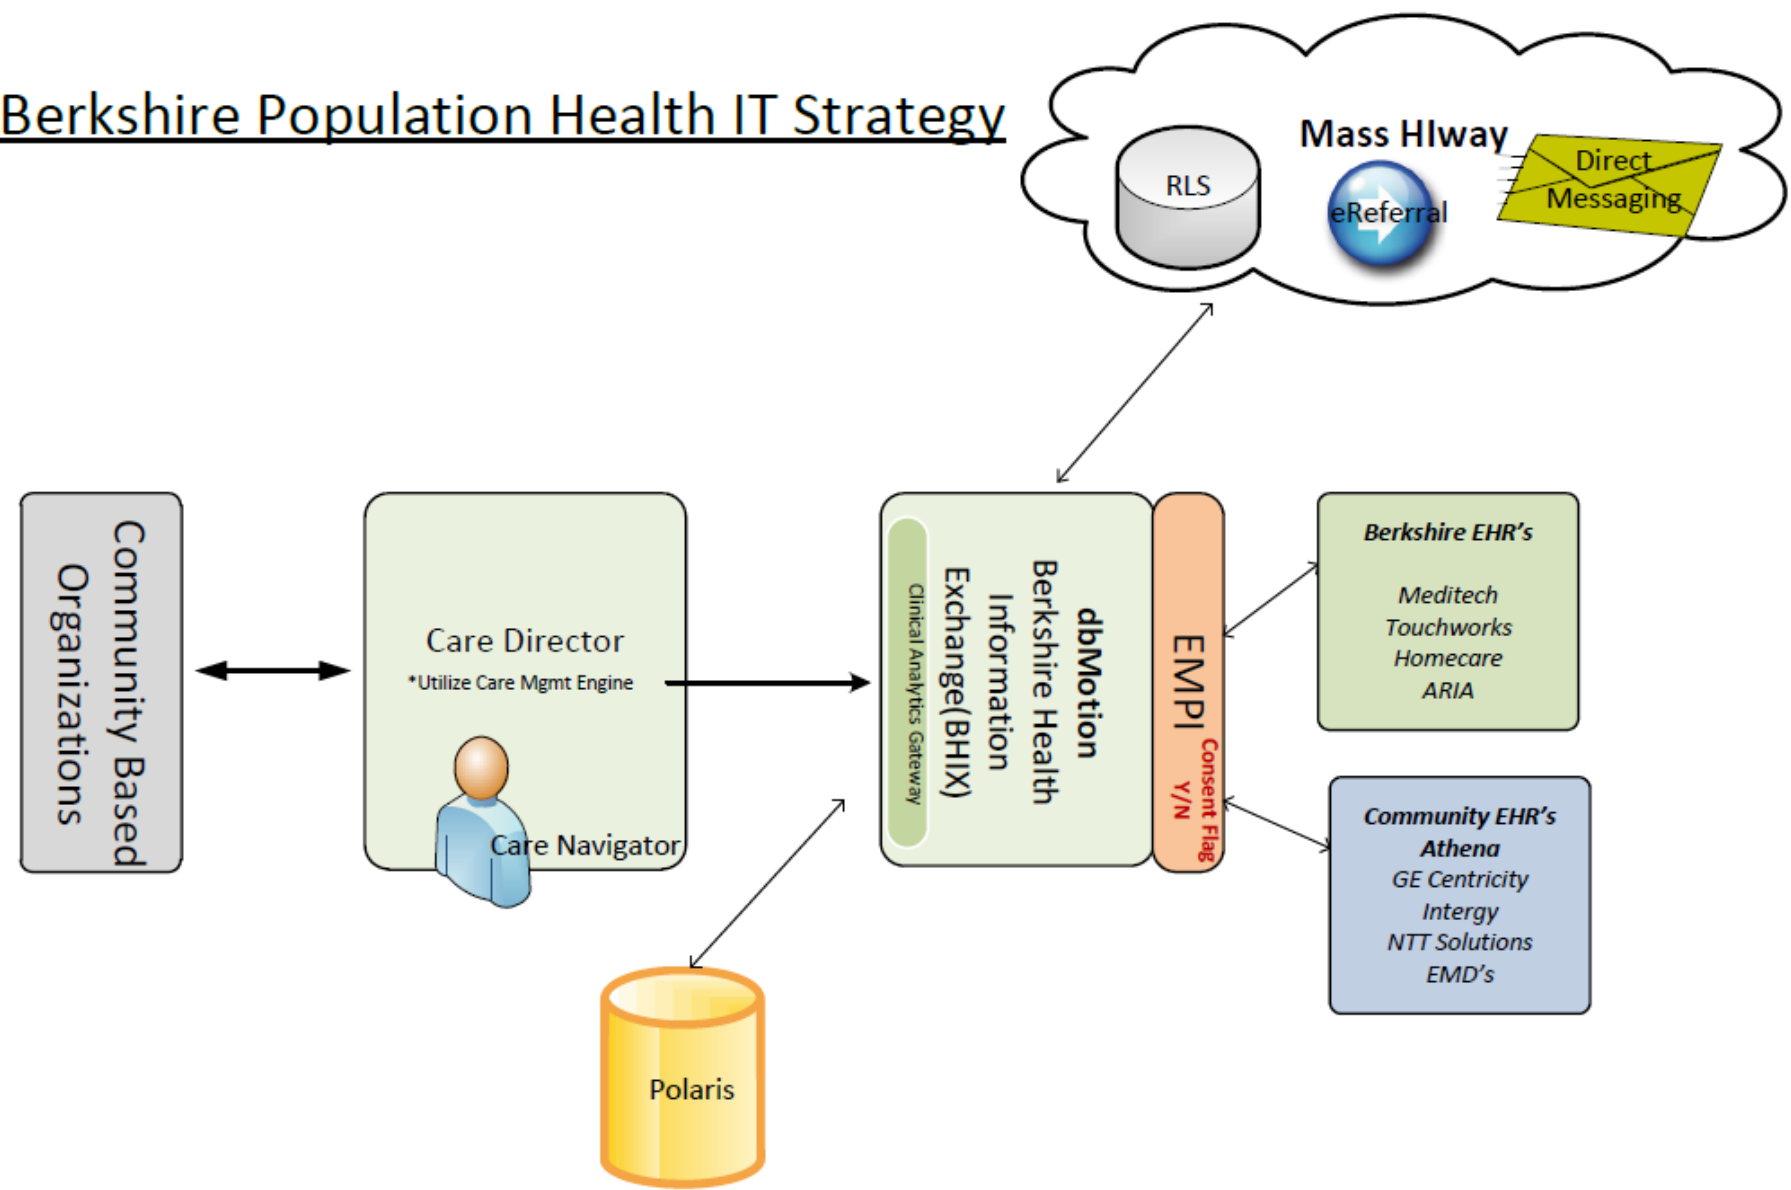 Berkshire Population Health IT Strategy
Mass HIway
RLS
eReferral
Direct
Messaging
Community Based
Organizations
Care Director
*Utilize Care Mgmt Engine
Care Navigator
dbMotion
Berkshire Health
Information
Exchange(BHIX)
Clinical Analytics Gateway
EMPI
Consent Flag
Y/N
Berkshire EHR's
Meditech
Touchworks
Homecare
ARIA
Community EHR's
Athena
GE Centricity
Intergy
NTT Solutions
EMD's
Polaris